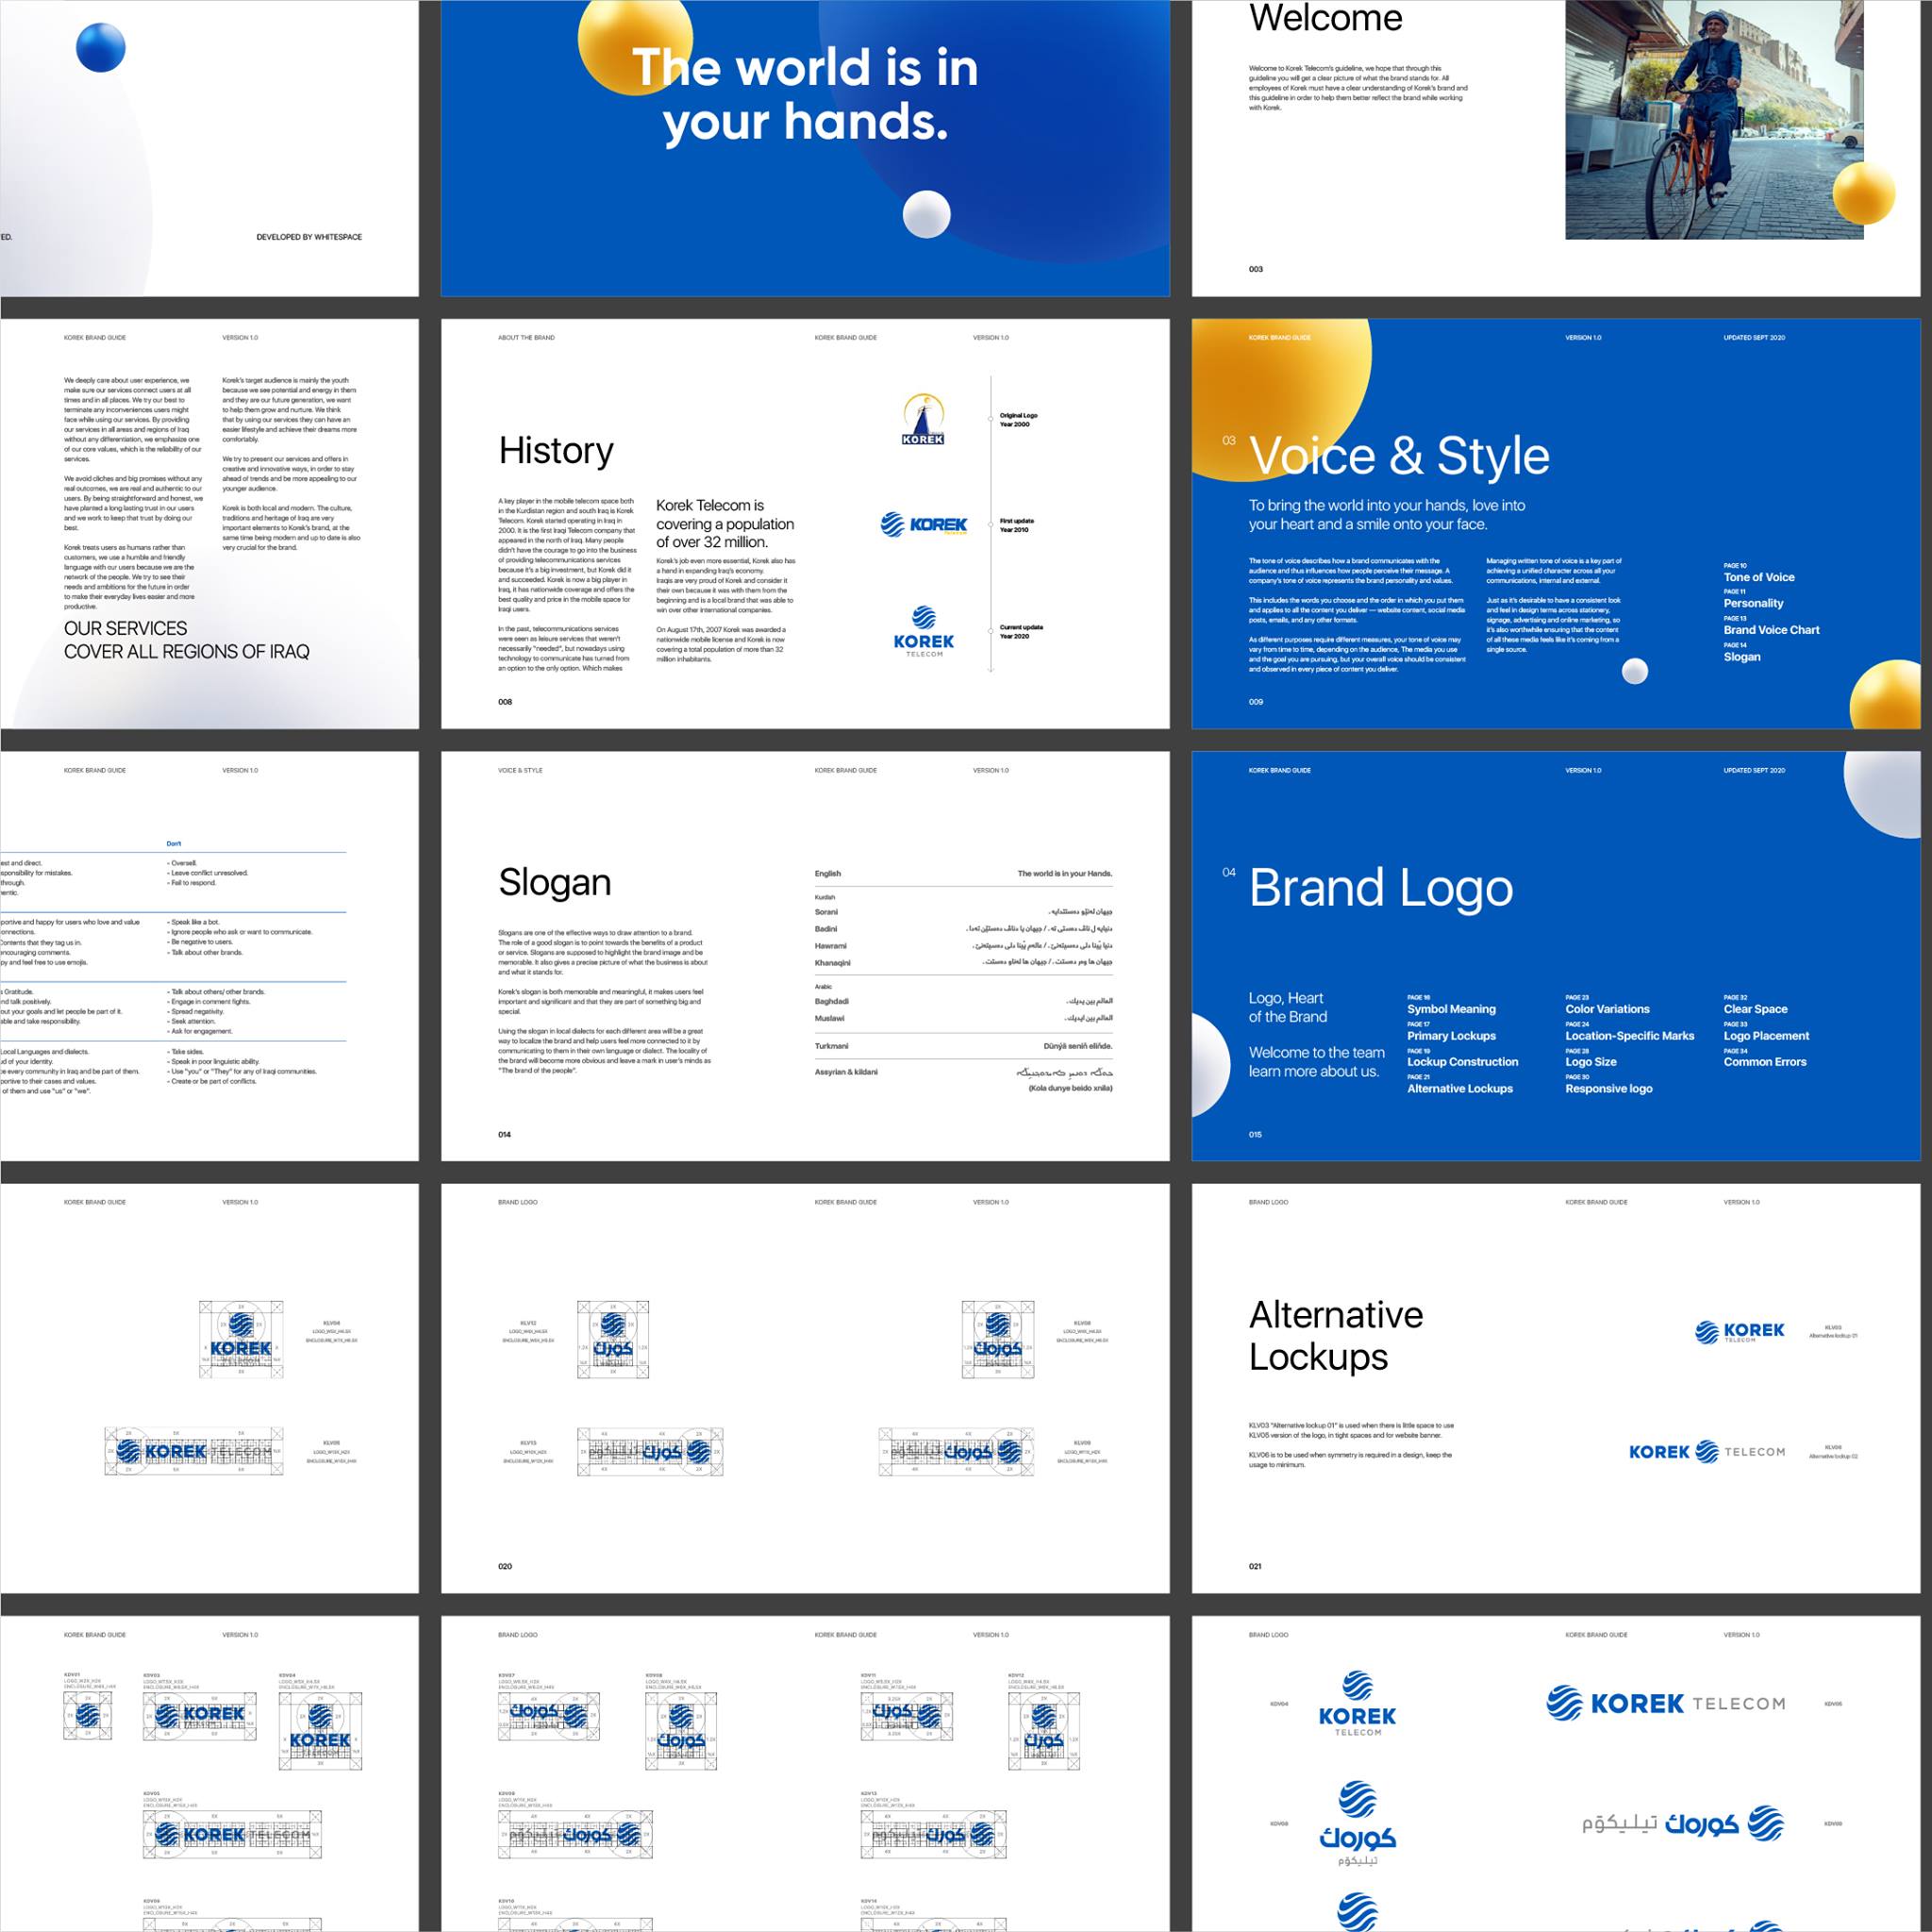 ED.
DEVELOPED BY WHITESPACE
The world is in
your hands.
Welcome
Welcome to Korek Telecom's guideline, we hope that through this
guideline you will get a clear picture of what the brand stands for. All
employees of Korek must have a clear understanding of Korek's brand and
this guideline in order to help them better reflect the brand while working
with Korek.
003
KOREK BRAND GUIDE
VERSION 1.0
We deeply care about user experience, we
make sure our services connect users at all
times and in all places. We try our best to
terminate any inconveniences users might
face while using our services. By providing
our services in all areas and regions of Iraq
without any differentiation, we emphasize one
of our core values, which is the reliability of our
services.
We avoid cliches and big promises without any
real outcomes, we are real and authentic to our
users. By being straightforward and honest, we
have planted a long lasting trust in our users
and we work to keep that trust by doing our
best.
Korek treats users as humans rather than
customers, we use a humble and friendly
language with our users because we are the
network of the people. We try to see their
needs and ambitions for the future in order
to make their everyday lives easier and more
productive.
Korek's target audience is mainly the youth
because we see potential and energy in them
and they are our future generation, we want
to help them grow and nurture. We think
that by using our services they can have an
easier lifestyle and achieve their dreams more
comfortably.
We try to present our services and offers in
creative and innovative ways, in order to stay
ahead of trends and be more appealing to our
younger audience.
Korek is both local and modern. The culture,
traditions and heritage of Iraq are very
important elements to Korek's brand, at the
same time being modern and up to date is also
very crucial for the brand.
OUR SERVICES
COVER ALL REGIONS OF IRAQ
ABOUT THE BRAND
KOREK BRAND GUIDE
VERSION 1.0
History
A key player in the mobile telecom space both
in the Kurdistan region and south Iraq is Korek
Telecom. Korek started operating in Iraq in
2000. It is the first Iraqi Telecom company that
appeared in the north of Iraq. Many people
didn't have the courage to go into the business
of providing telecommunications services
because it's a big investment, but Korek did it
and succeeded. Korek is now a big player in
Iraq, it has nationwide coverage and offers the
best quality and price in the mobile space for
Iraqi users.
In the past, telecommunications services
were seen as leisure services that weren't
necessarily "needed", but nowadays using
technology to communicate has turned from
an option to the only option. Which makes
Korek Telecom is
covering a population
of over 32 million.
Korek's job even more essential, Korek also has
a hand in expanding Iraq's economy.
Iraqis are very proud of Korek and consider it
their own because it was with them from the
beginning and is a local brand that was able to
win over other international companies.
On August 17th, 2007 Korek was awarded a
nationwide mobile license and Korek is now
covering a total population of more than 32
million inhabitants.
KOREK
Original Logo
Year 2000
KOREK
First update
Year 2010
KOREK
TELECOM
Current update
Year 2020
008
KOREK BRAND GUIDE
VERSION 1.0
UPDATED SEPT 2020
03
Voice & Style
To bring the world into your hands, love into
your heart and a smile onto your face.
The tone of voice describes how a brand communicates with the
audience and thus influences how people perceive their message. A
company's tone of voice represents the brand personality and values.
This includes the words you choose and the order in which you put them
and applies to all the content you deliver — website content, social media
posts, emails, and any other formats.
As different purposes require different measures, your tone of voice may
vary from time to time, depending on the audience, The media you use
and the goal you are pursuing, but your overall voice should be consistent
and observed in every piece of content you deliver.
Managing written tone of voice is a key part of
achieving a unified character across all your
communications, internal and external.
Just as it's desirable to have a consistent look
and feel in design terms across stationery,
signage, advertising and online marketing, so
it's also worthwhile ensuring that the content
of all these media feels like it's coming from a
single source.
PAGE 10
Tone of Voice
PAGE 11
Personality
PAGE 13
Brand Voice Chart
PAGE 14
Slogan
009
KOREK BRAND GUIDE
VERSION 1.0
Don't
est and direct.
sponsibility for mistakes.
through.
hentic.
- Oversell.
- Leave conflict unresolved.
- Fail to respond.
portive and happy for users who love and value
onnections.
Contents that they tag us in.
encouraging comments.
py and feel free to use emojis.
- Speak like a bot.
- Ignore people who ask or want to communicate.
- Be negative to users.
- Talk about other brands.
s Gratitude.
nd talk positively.
out your goals and let people be part of it.
able and take responsibility.
- Talk about others/ other brands.
- Engage in comment fights.
- Spread negativity.
- Seek attention.
- Ask for engagement.
Local Languages and dialects.
ud of your identity.
e every community in Iraq and be part of them.
portive to their cases and values.
of them and use "us" or "we".
- Take sides.
- Speak in poor linguistic ability.
- Use "you" or "They" for any of Iraqi communities.
- Create or be part of conflicts.
VOICE & STYLE
KOREK BRAND GUIDE
VERSION 1.0
Slogan
Slogans are one of the effective ways to draw attention to a brand.
The role of a good slogan is to point towards the benefits of a product
or service. Slogans are supposed to highlight the brand image and be
memorable. It also gives a precise picture of what the business is about
and what it stands for.
Korek's slogan is both memorable and meaningful, it makes users feel
important and significant and that they are part of something big and
special.
Using the slogan in local dialects for each different area will be a great
way to localize the brand and help users feel more connected to it by
communicating to them in their own language or dialect. The locality of
the brand will become more obvious and leave a mark in user's minds as
"The brand of the people".
English
The world is in your Hands.
Kurdish
Sorani
جیهان لەنێو دەستتدایە.
Badini
Hawrami
Khanaqini
Arabic
Baghdadi
العالم بين يديك.
Muslawi
العالم بين ايديك.
Turkmani
Dünyâ seniñ eliñde.
Assyrian & kildani
(Kola dunye beido xnila)
014
KOREK BRAND GUIDE
VERSION 1.0
UPDATED SEPT 2020
04
Brand Logo
Logo, Heart
of the Brand
Welcome to the team
learn more about us.
PAGE 16
Symbol Meaning
PAGE 17
Primary Lockups
PAGE 19
Lockup Construction
PAGE 21
Alternative Lockups
PAGE 23
Color Variations
PAGE 24
Location-Specific Marks
PAGE 28
Logo Size
PAGE 30
Responsive logo
PAGE 32
Clear Space
PAGE 33
Logo Placement
PAGE 34
Common Errors
015
KOREK BRAND GUIDE
VERSION 1.0
KOREK
KLV04
KOREK TELECOM
KLV05
BRAND LOGO
KOREK BRAND GUIDE
VERSION 1.0
KLV12
KLV08
KLV13
KLV09
020
BRAND LOGO
KOREK BRAND GUIDE
VERSION 1.0
Alternative
Lockups
KLV03 "Alternative lockup 01" is used when there is little space to use
KLV05 version of the logo, in tight spaces and for website banner.
KLV06 is to be used when symmetry is required in a design, keep the
usage to minimum.
KOREK
TELECOM
KLV03
Alternative lockup 01
KOREK TELECOM
KLV06
Alternative lockup 02
021
KOREK BRAND GUIDE
VERSION 1.0
KDV01
KDV03
KDV04
KOREK
KOREK
KDV05
KOREK TELECOM
BRAND LOGO
KOREK BRAND GUIDE
VERSION 1.0
KDV07
KDV08
KDV11
KDV12
KDV09
KDV13
KDV10
KDV14
BRAND LOGO
KOREK BRAND GUIDE
VERSION 1.0
KDV04
KOREK
TELECOM
KOREK TELECOM
KDV05
KDV08
كورەك
تیلیکۆم
كورەك تیلیکۆم
KDV09